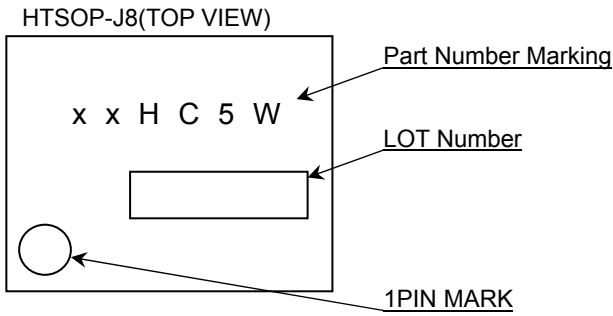 HTSOP-J8(TOP VIEW)
Part Number Marking
x x H C 5 W
LOT Number
1PIN MARK